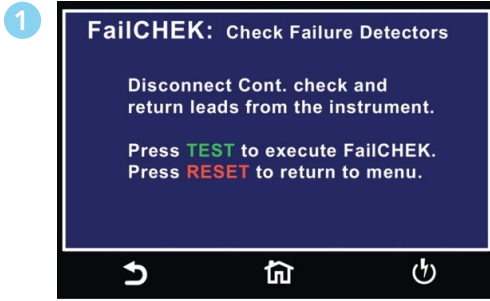 1
FailCHEK: Check Failure Detectors
Disconnect Cont. check and
return leads from the instrument.
Press TEST to execute FailCHEK.
Press RESET to return to menu.